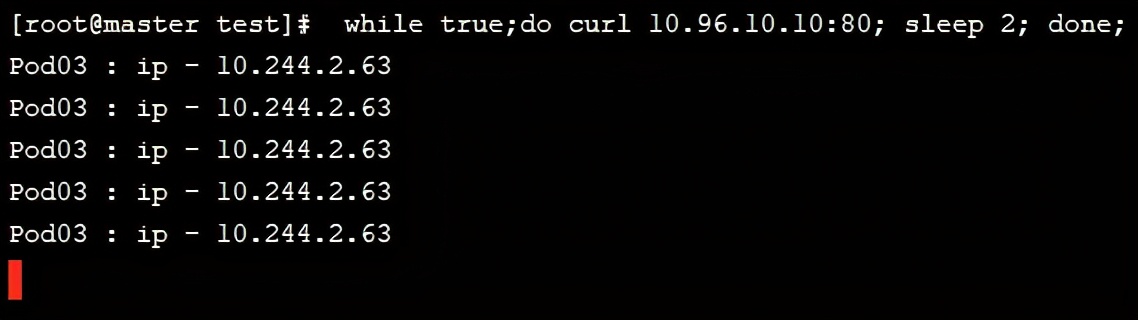 [root@master test]#  while true;do curl 10.96.10.10:80; sleep 2; done;
Pod03 : ip - 10.244.2.63
Pod03 : ip - 10.244.2.63
Pod03 : ip - 10.244.2.63
Pod03 : ip - 10.244.2.63
Pod03 : ip - 10.244.2.63